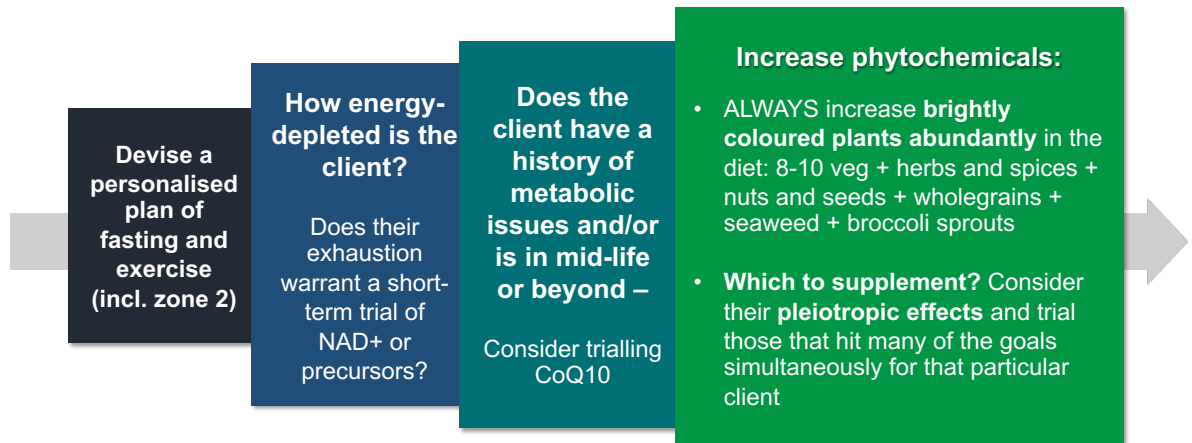 Devise a
personalised
plan of
fasting and
exercise
(incl. zone 2)
How energy-
depleted is the
client?
Does their
exhaustion
warrant a short-
term trial of
NAD+ or
precursors?
Does the
client have a
history of
metabolic
issues and/or
is in mid-life
or beyond –
Consider trialling
CoQ10
Increase phytochemicals:
• ALWAYS increase brightly
coloured plants abundantly in the
diet: 8-10 veg + herbs and spices +
nuts and seeds + wholegrains +
seaweed + broccoli sprouts
• Which to supplement? Consider
their pleiotropic effects and trial
those that hit many of the goals
simultaneously for that particular
client